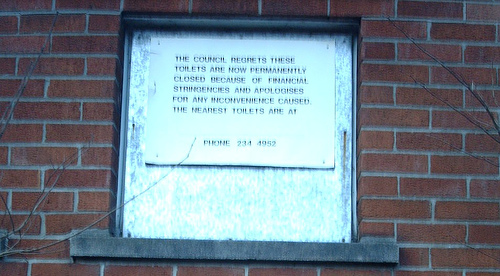 THE COUNCIL REGRETS THESE
TOILETS ARE NOW PERMANENTLY
CLOSED BECAUSE OF FINANCIAL
STRINGENCIES AND APOLOGISES
FOR ANY INCONVENIENCE CAUSED.
THE NEAREST TOILETS ARE AT
PHONE 234 4952